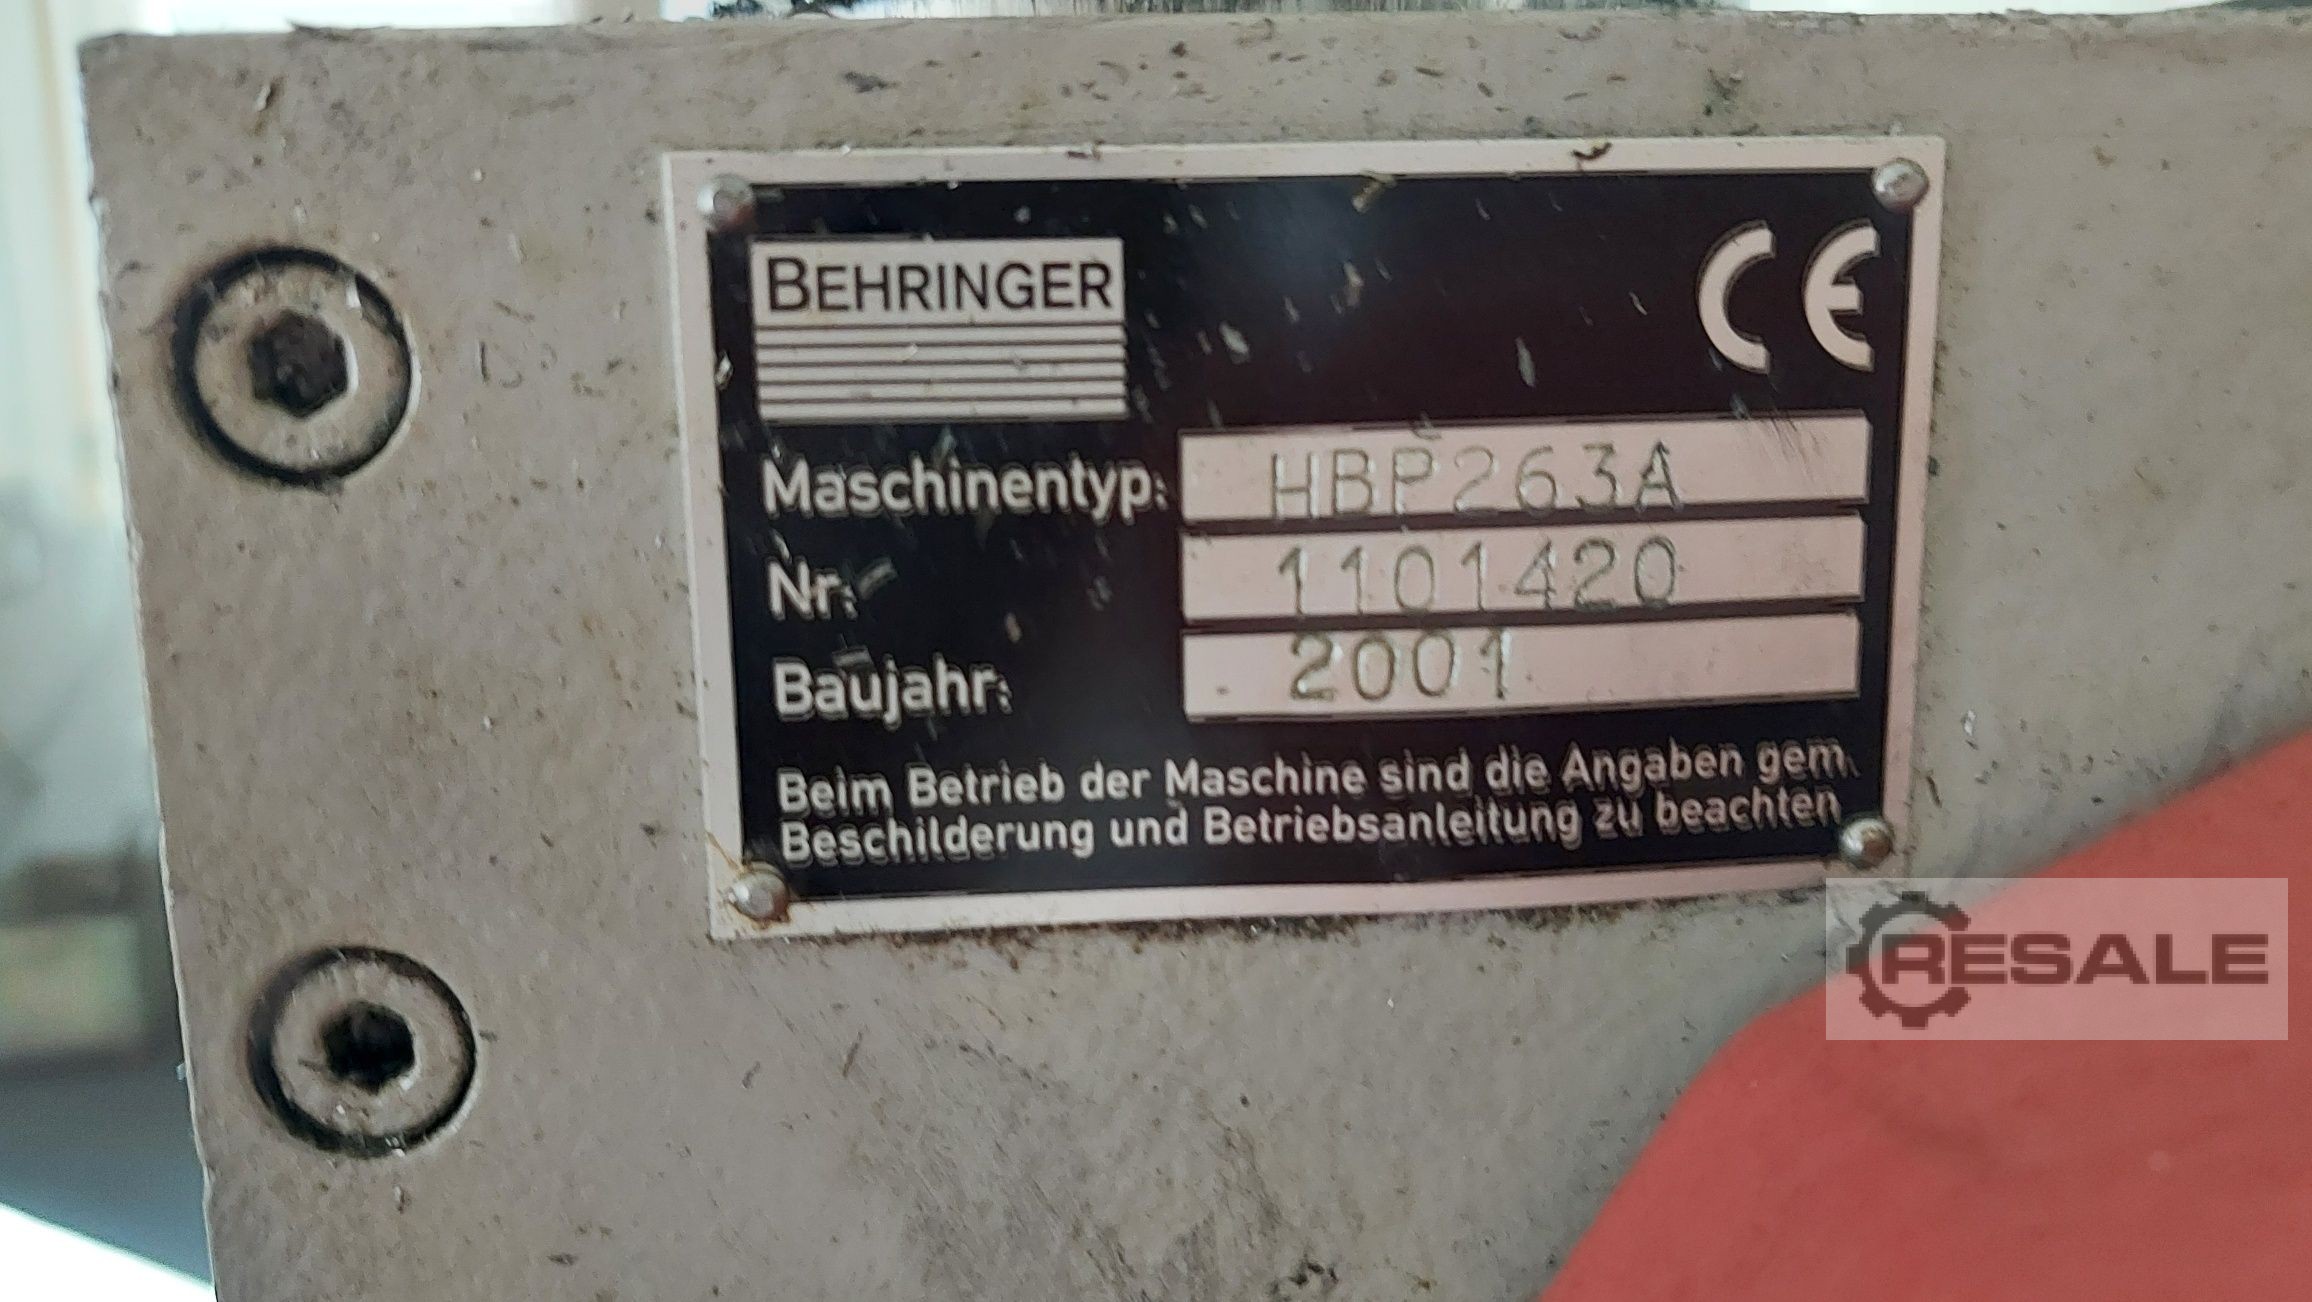 BEHRINGER
CE
Maschinentyp: HBP263A
Nr: 1101420
Baujahr: 2001
Beim Betrieb der Maschine sind die Angaben gem.
Beschilderung und Betriebsanleitung zu beachten
RESALE